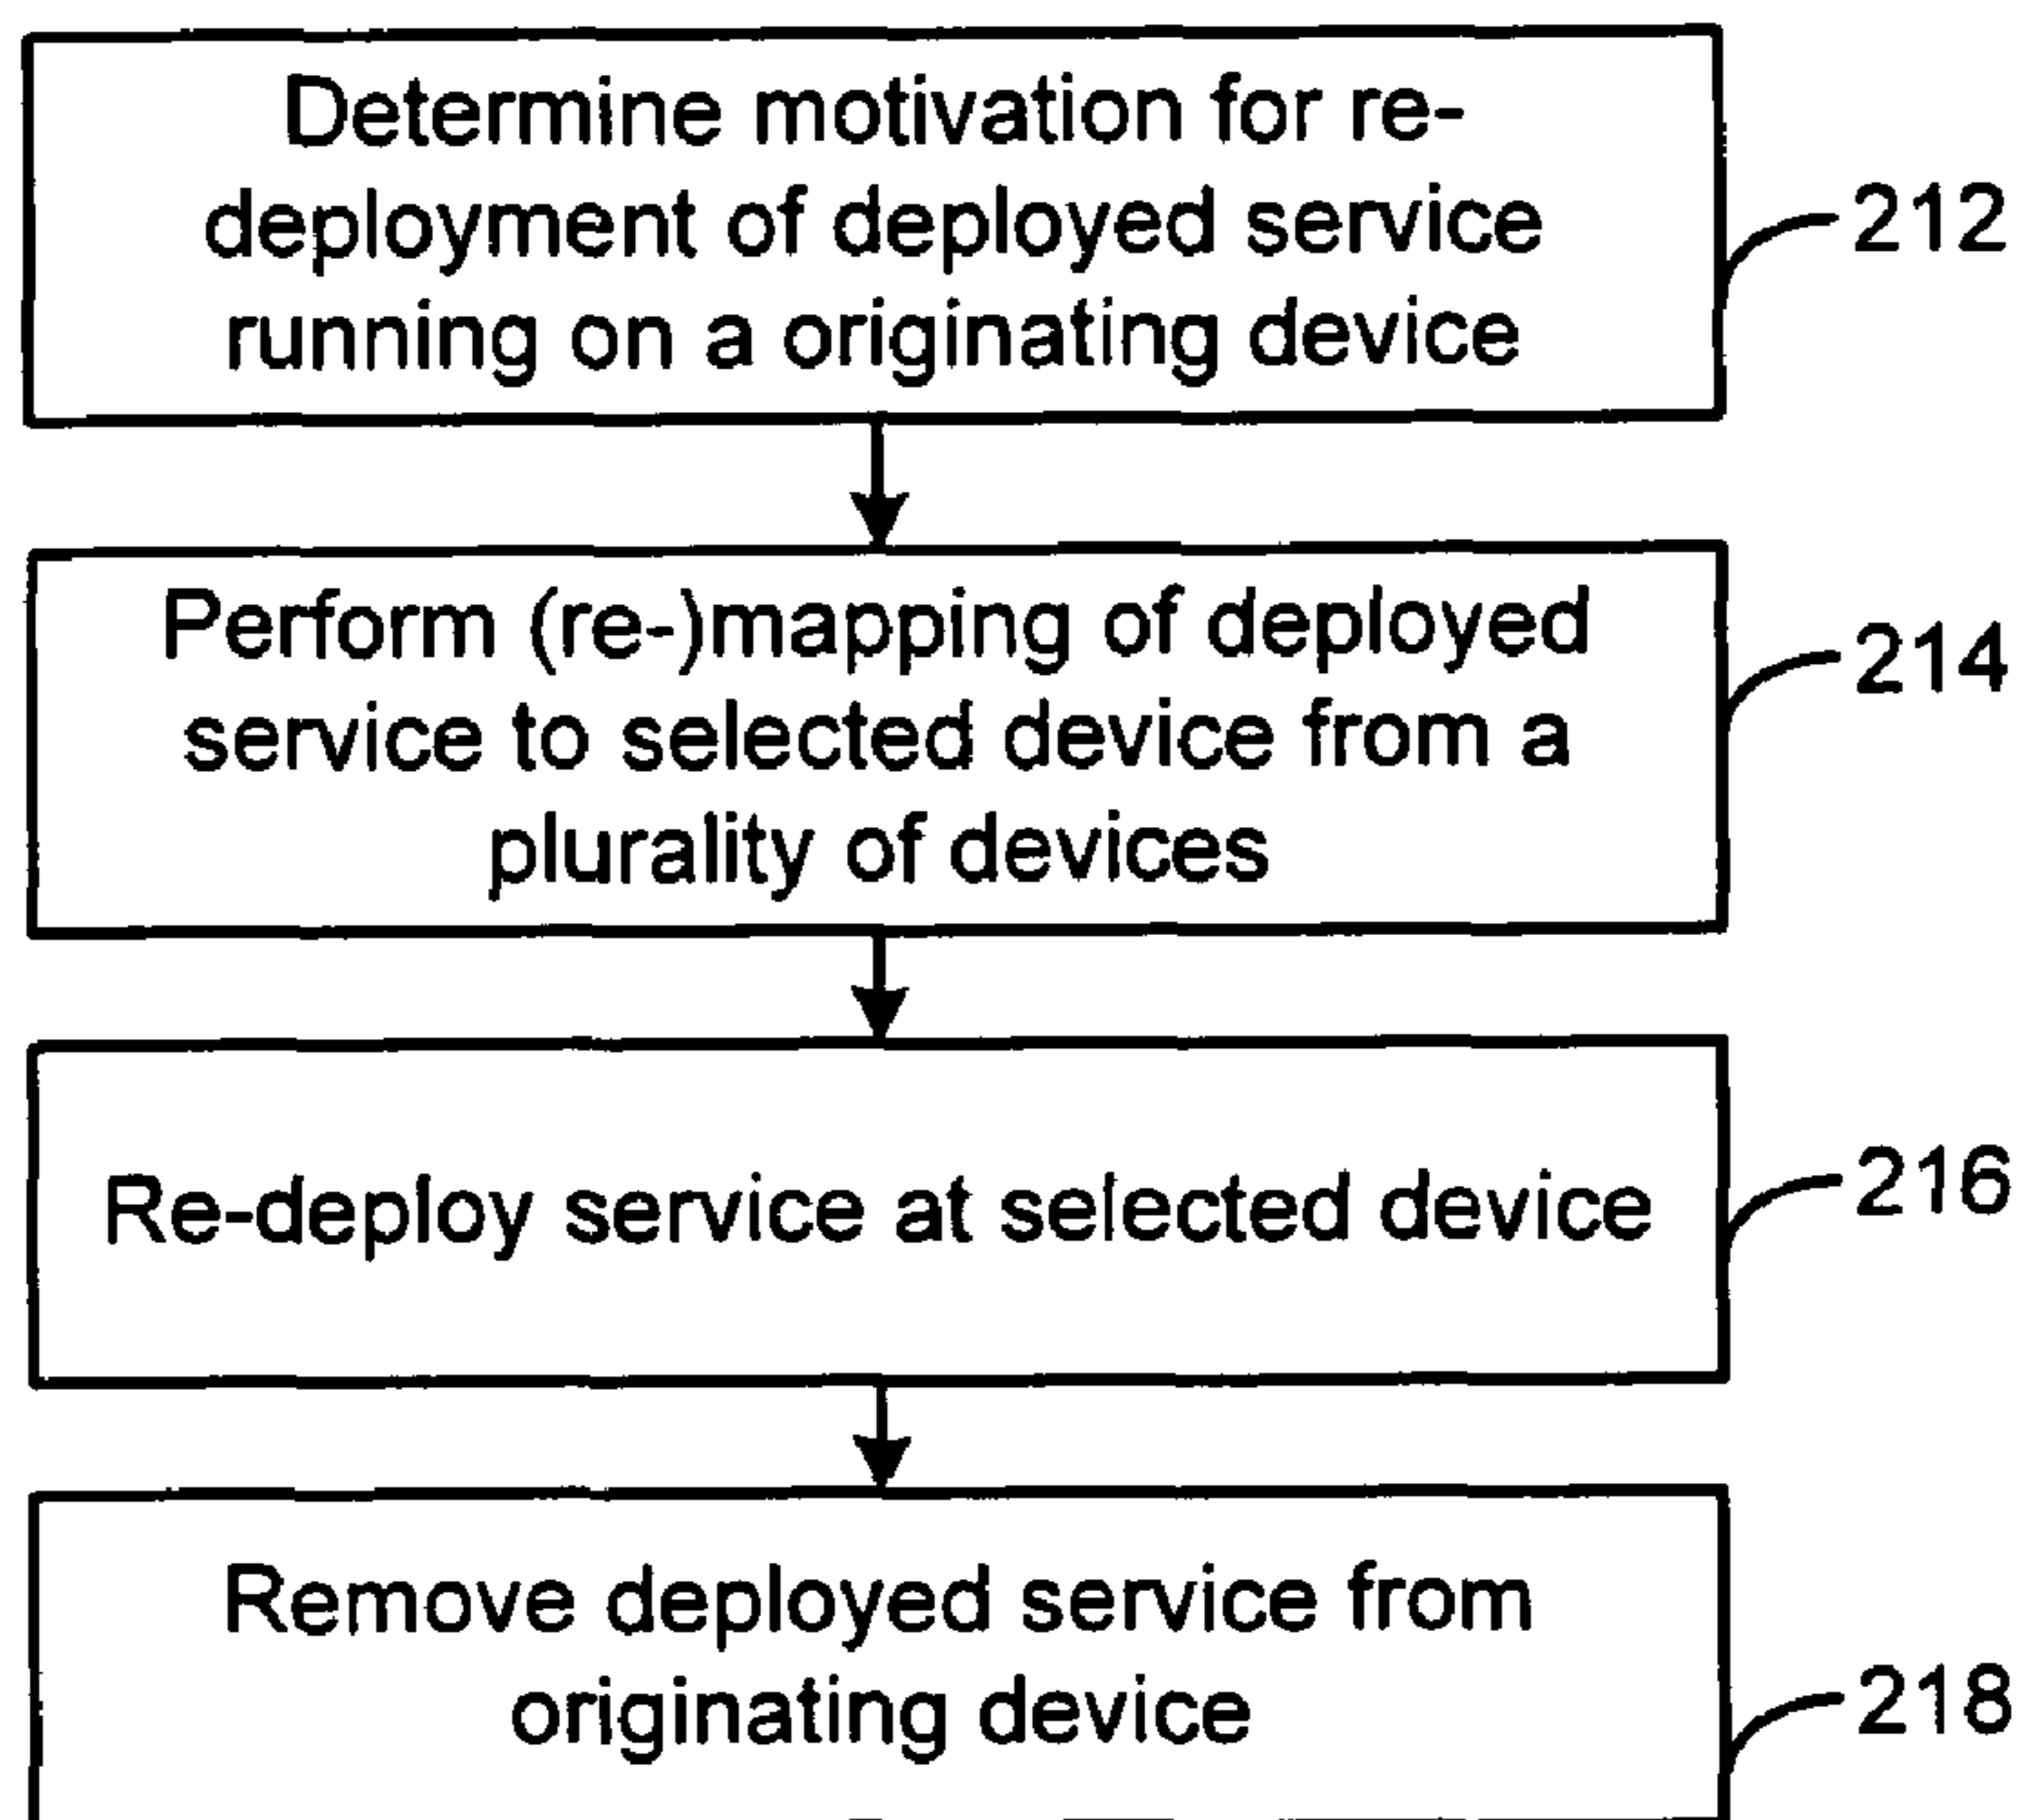 Determine motivation for re-
deployment of deployed service
running on a originating device
212
Perform (re-)mapping of deployed
service to selected device from a
plurality of devices
214
Re-deploy service at selected device
216
Remove deployed service from
originating device
218